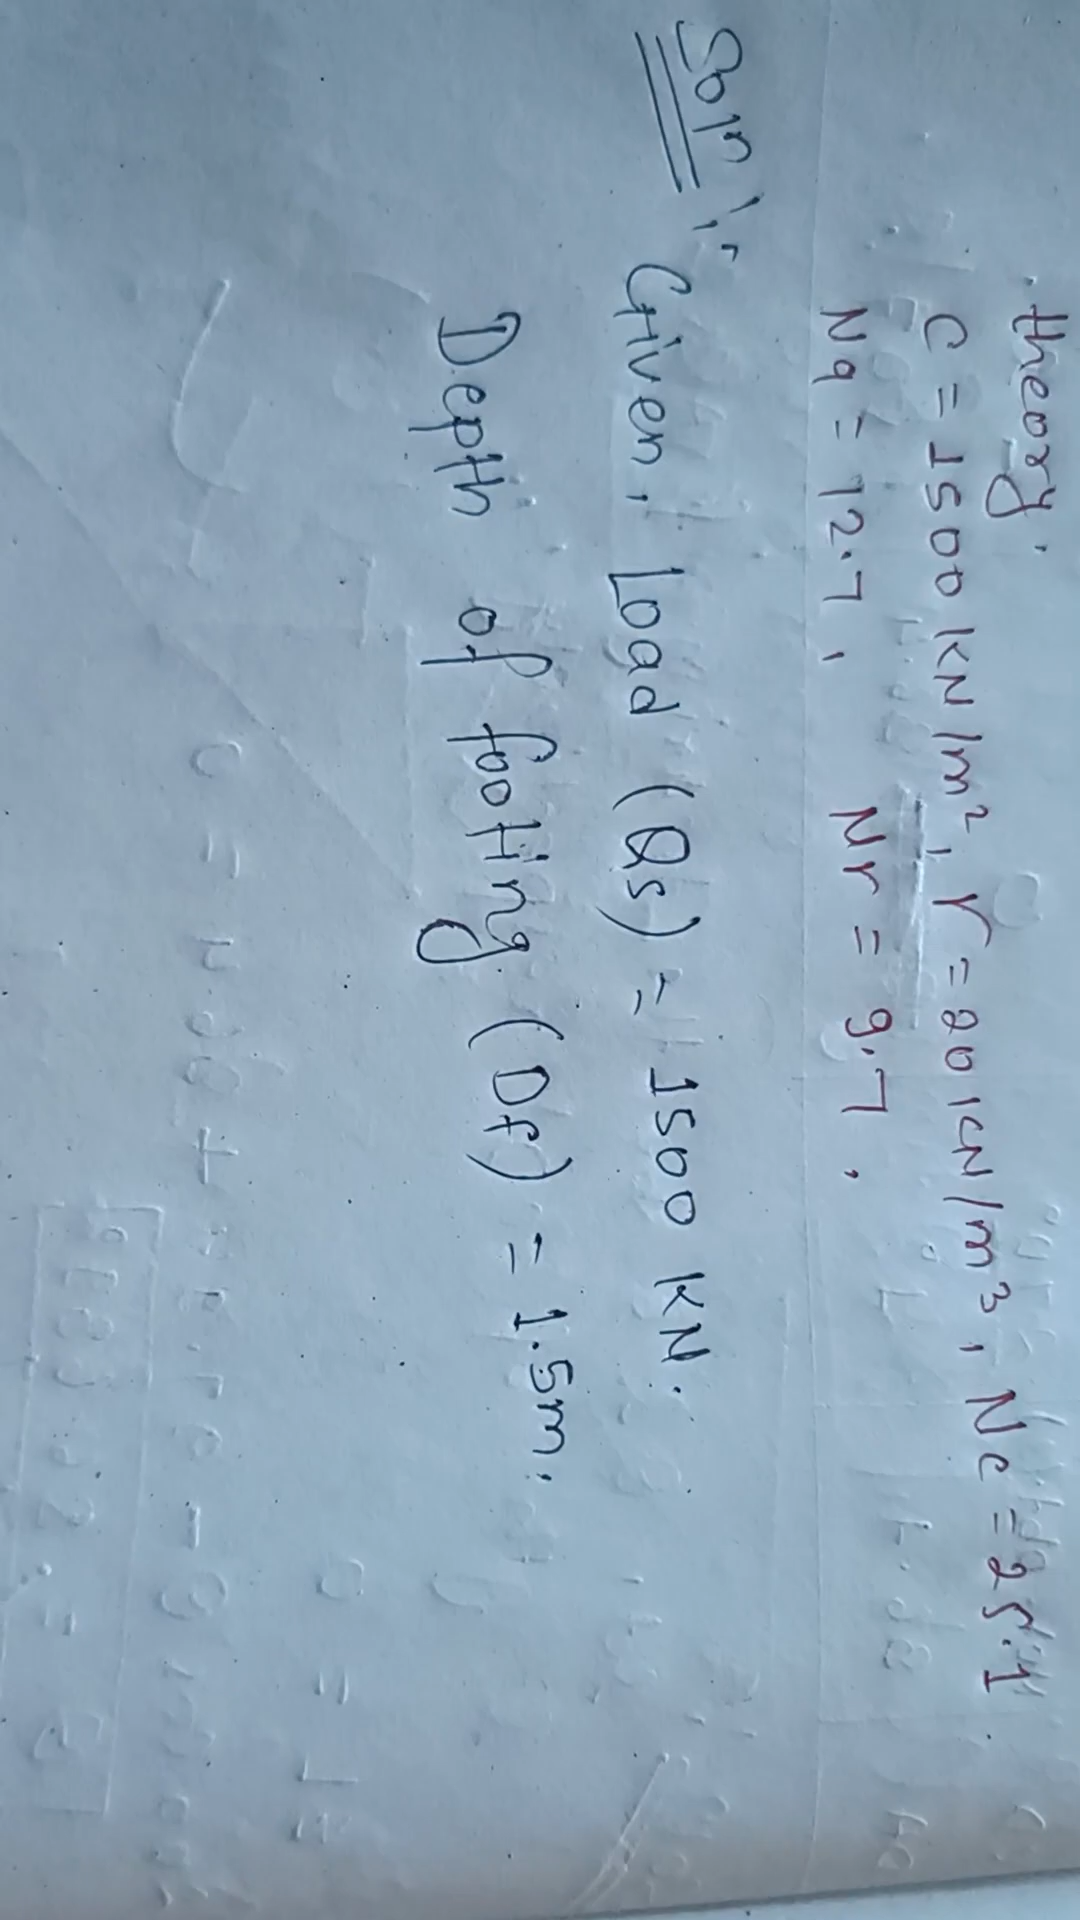 theory.
C = 1500 KN/m², r = 20 KN/m³, Nc = 25.1
Nq = 12.7, Nr = 9.7.
Soln:- Given, Load (Qs) = 1500 KN.
Depth of footing (Df) = 1.5m.